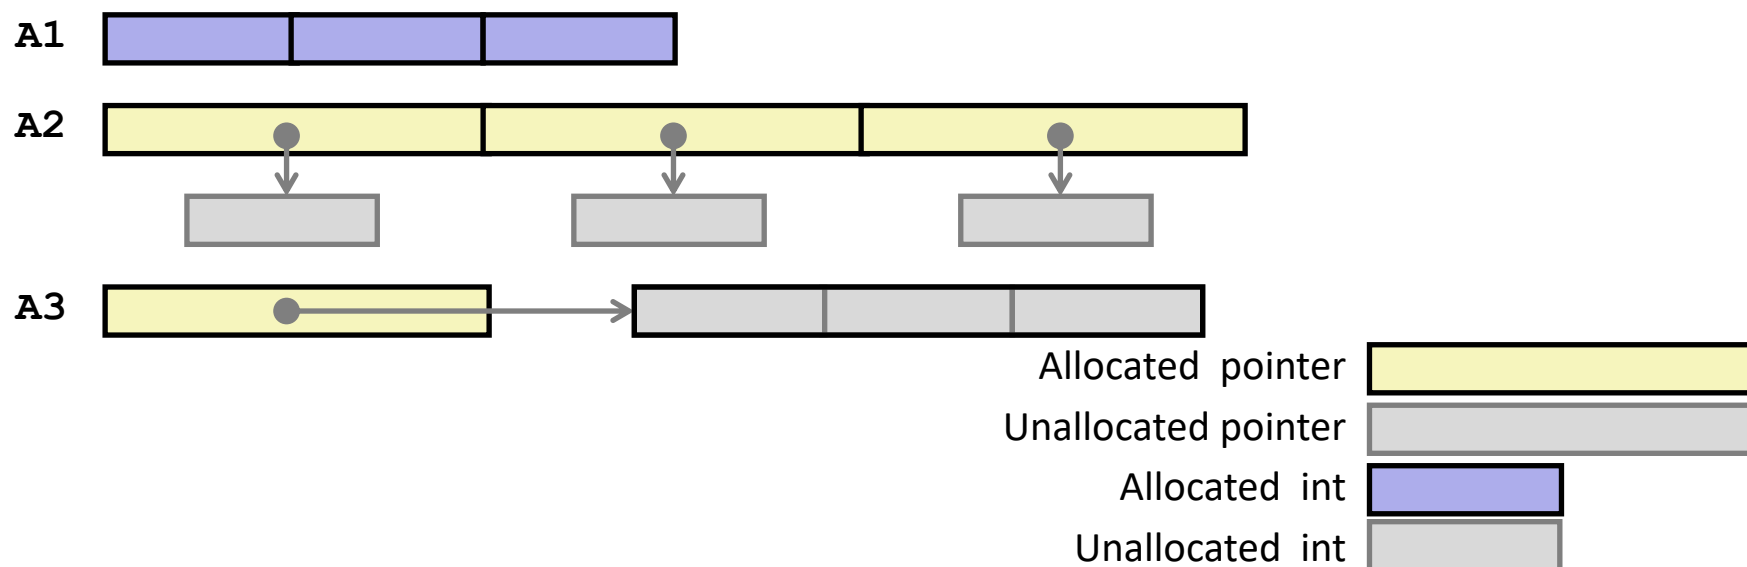 A1
A2
A3
Allocated pointer
Unallocated pointer
Allocated int
Unallocated int